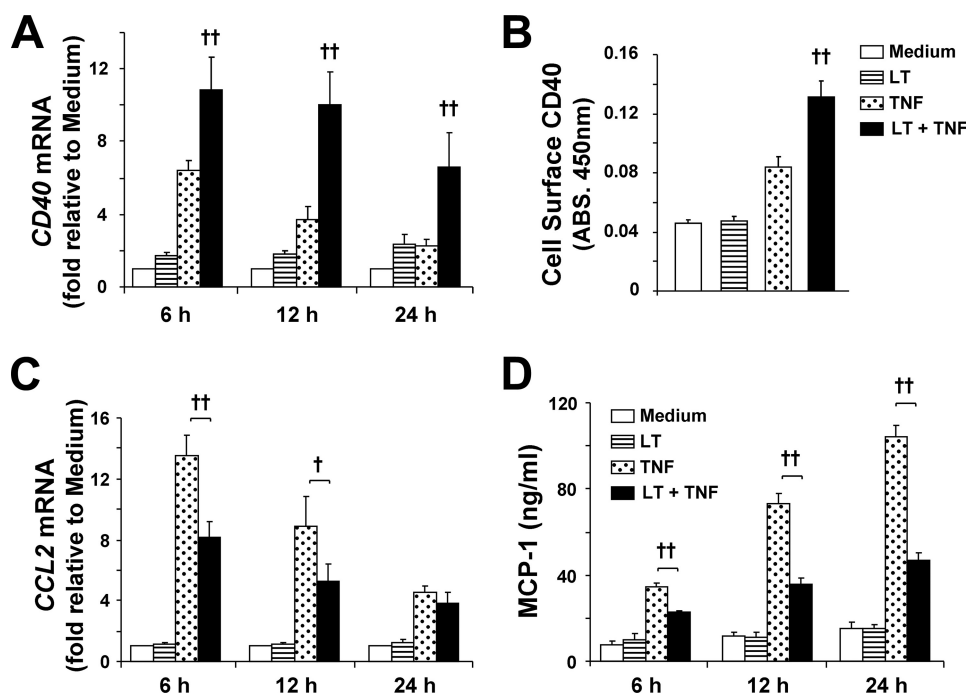 A
CD40 mRNA
(fold relative to Medium)
12
8
4
0
††
††
††
6 h
12 h
24 h
B
Cell Surface CD40
(ABS. 450nm)
0.16
0.12
0.08
0.04
0
††
Medium
LT
TNF
LT + TNF
C
CCL2 mRNA
(fold relative to Medium)
16
12
8
4
0
††
†
6 h
12 h
24 h
D
MCP-1 (ng/ml)
120
80
40
0
Medium
LT
TNF
LT + TNF
††
††
††
6 h
12 h
24 h